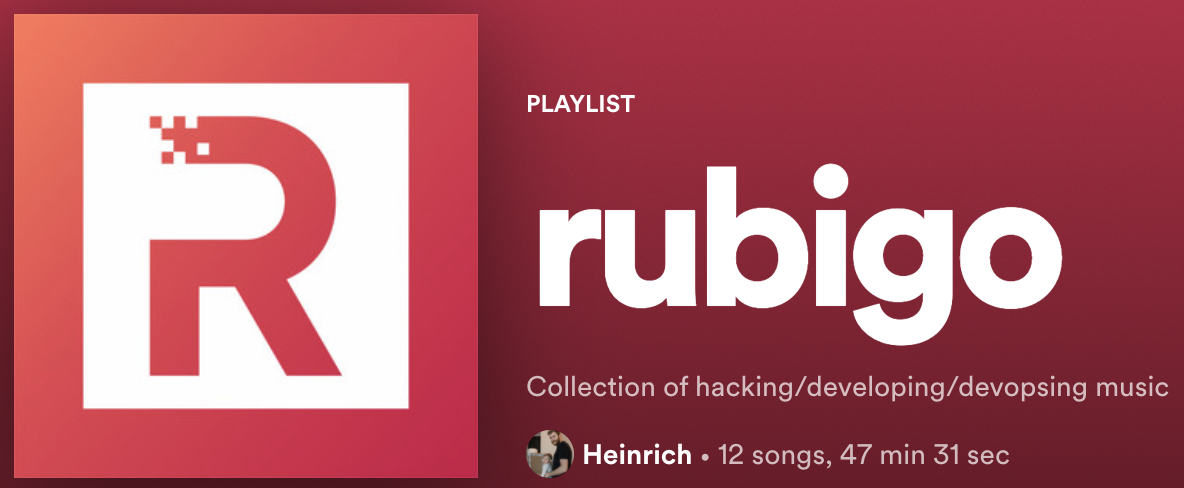 R
PLAYLIST
rubigo
Collection of hacking/developing/devopsing music
Heinrich • 12 songs, 47 min 31 sec